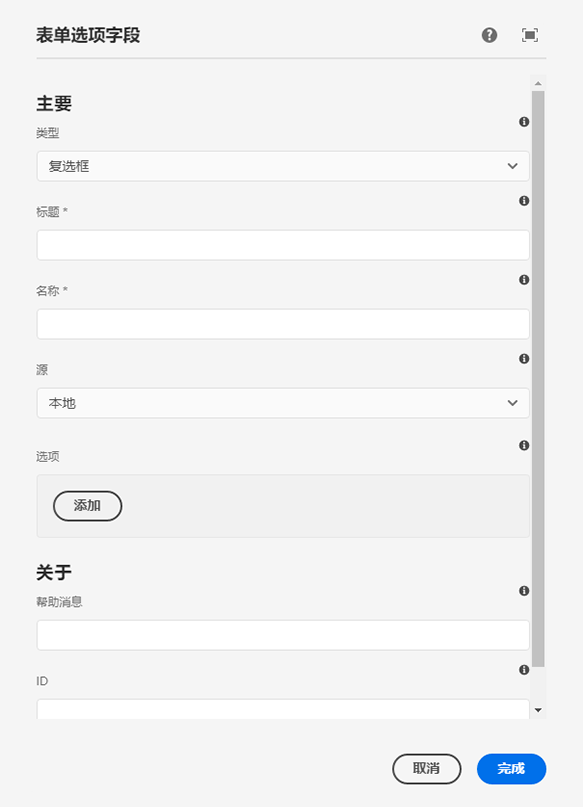 表单选项字段
主要
类型
复选框
标题 *
名称 *
源
本地
选项
添加
关于
帮助消息
ID
取消
完成